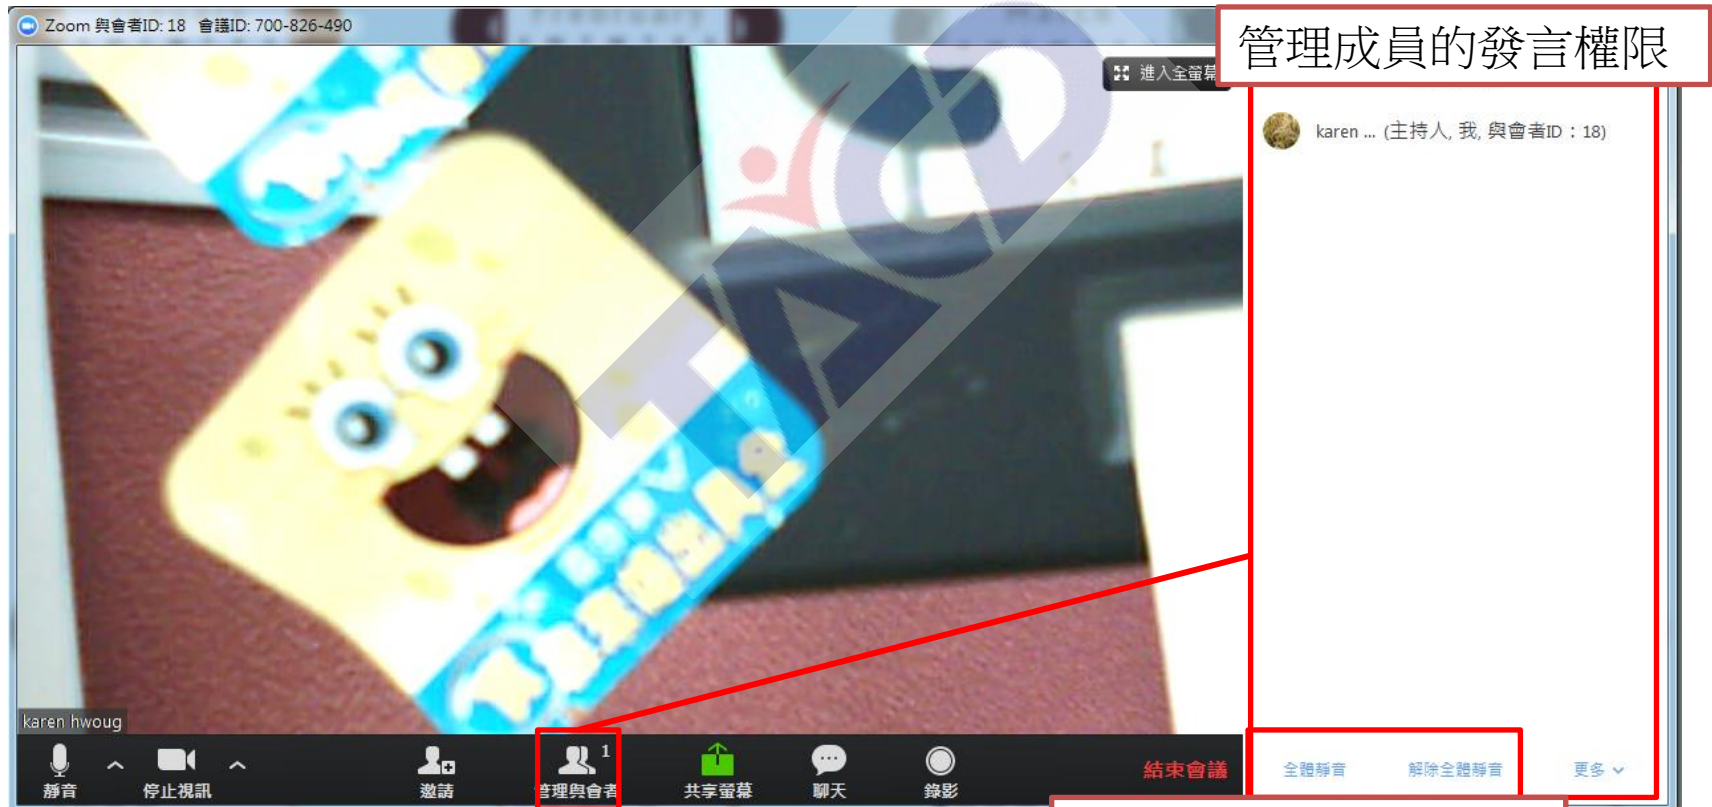 Zoom 與會者ID: 18 會議ID: 700-826-490
管理成員的發言權限
進入全螢幕
karen ... (主持人, 我, 與會者ID：18)
TACD
karen hwoug
靜音
停止視訊
邀請
管理與會者
1
共享螢幕
聊天
錄影
結束會議
全體靜音
解除全體靜音
更多